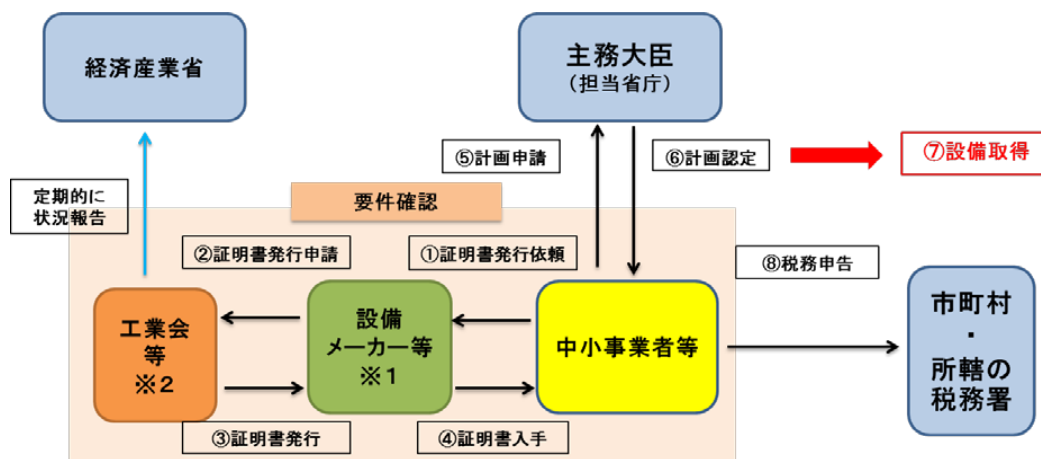 経済産業省
主務大臣
（担当省庁）
⑤計画申請
⑥計画認定
⑦設備取得
定期的に
状況報告
要件確認
②証明書発行申請
①証明書発行依頼
⑧税務申告
工業会
等
※2
設備
メーカー等
※1
中小事業者等
市町村
・
所轄の
税務署
③証明書発行
④証明書入手